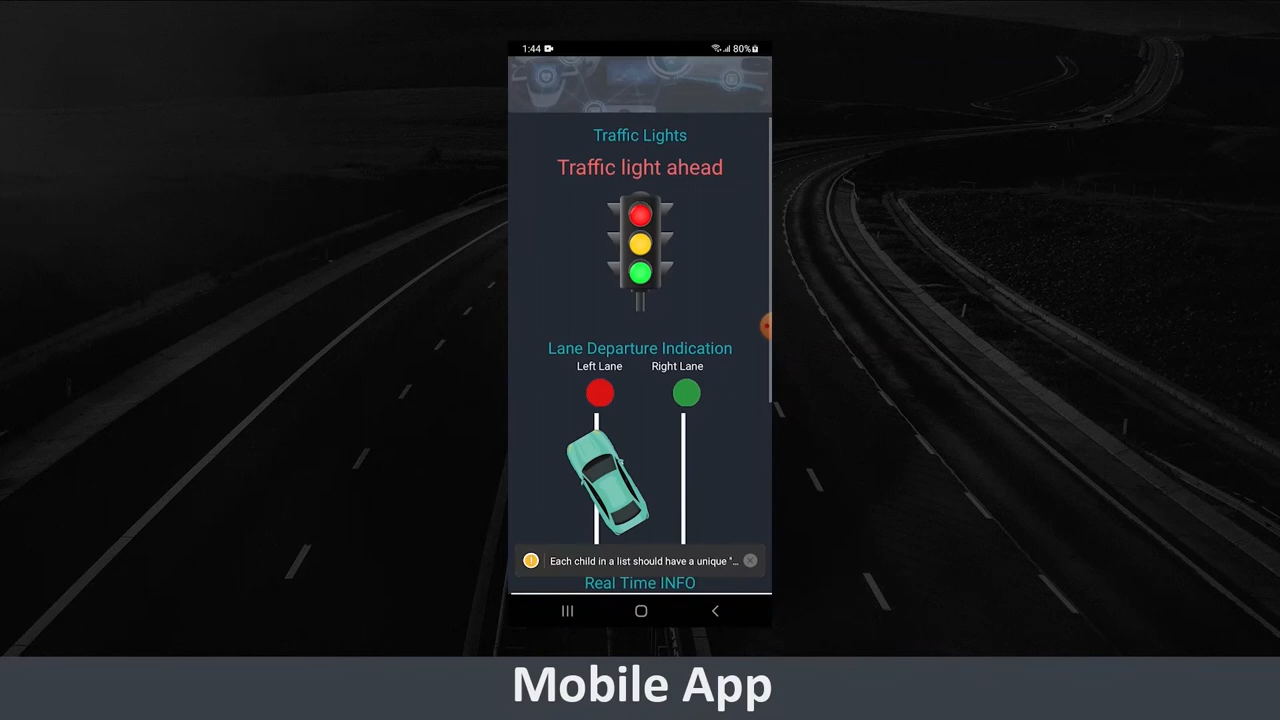 1:44
80%
Traffic Lights
Traffic light ahead
Lane Departure Indication
Left Lane Right Lane
Each child in a list should have a unique "...
Real Time INFO
Mobile App